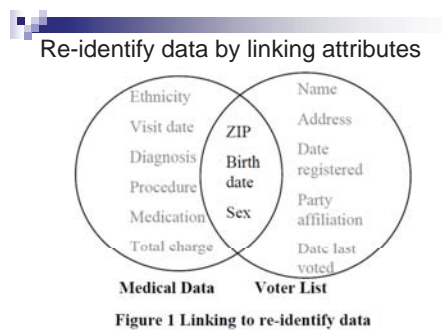 Re-identify data by linking attributes
Ethnicity
Visit date
Diagnosis
Procedure
Medication
Total charge
ZIP
Birth
date
Sex
Name
Address
Date
registered
Party
affiliation
Date last
voted
Medical Data
Voter List
Figure 1 Linking to re-identify data